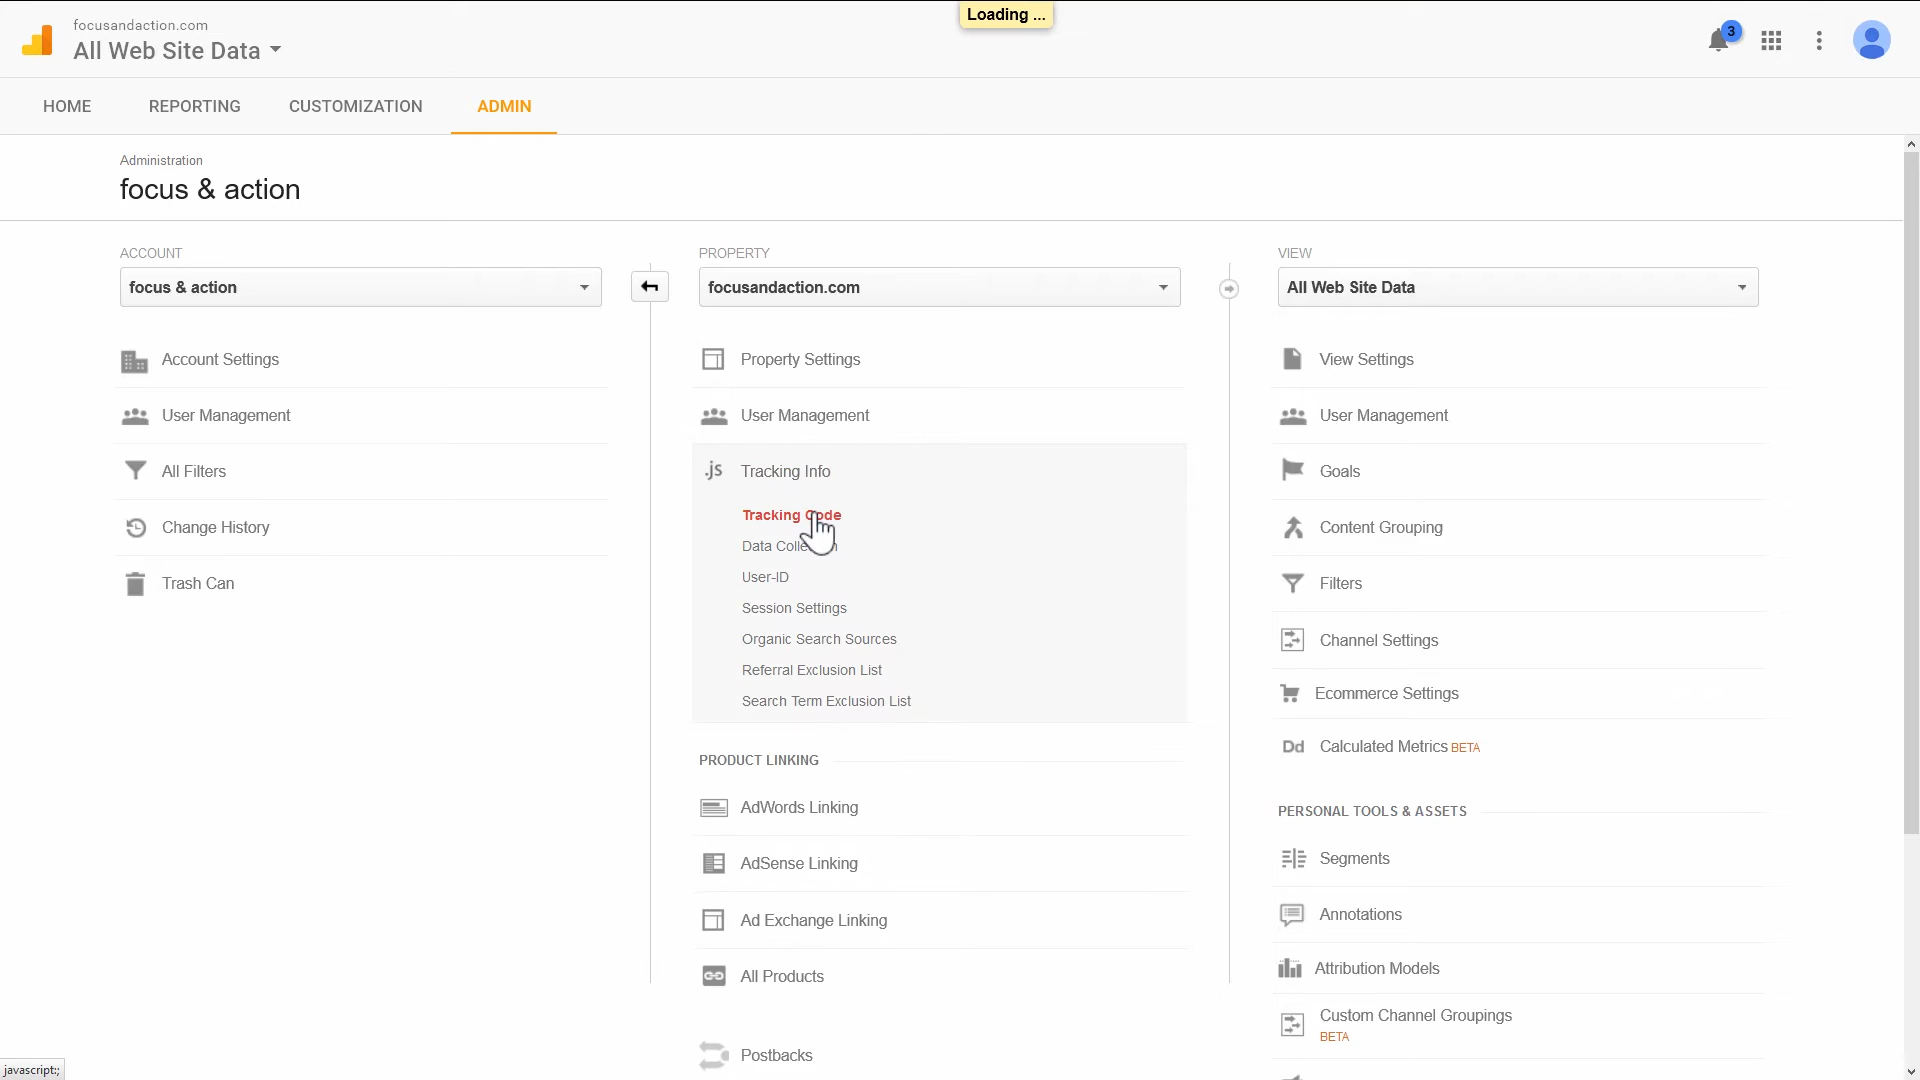 Loading ...
focusandaction.com
All Web Site Data
3
HOME
REPORTING
CUSTOMIZATION
ADMIN
Administration
focus & action
ACCOUNT
focus & action
Account Settings
User Management
All Filters
Change History
Trash Can
PROPERTY
focusandaction.com
Property Settings
User Management
.js Tracking Info
Tracking Code
Data Collection
User-ID
Session Settings
Organic Search Sources
Referral Exclusion List
Search Term Exclusion List
PRODUCT LINKING
AdWords Linking
AdSense Linking
Ad Exchange Linking
All Products
Postbacks
VIEW
All Web Site Data
View Settings
User Management
Goals
Content Grouping
Filters
Channel Settings
Ecommerce Settings
Dd Calculated Metrics BETA
PERSONAL TOOLS & ASSETS
Segments
Annotations
Attribution Models
Custom Channel Groupings
BETA
javascript:;